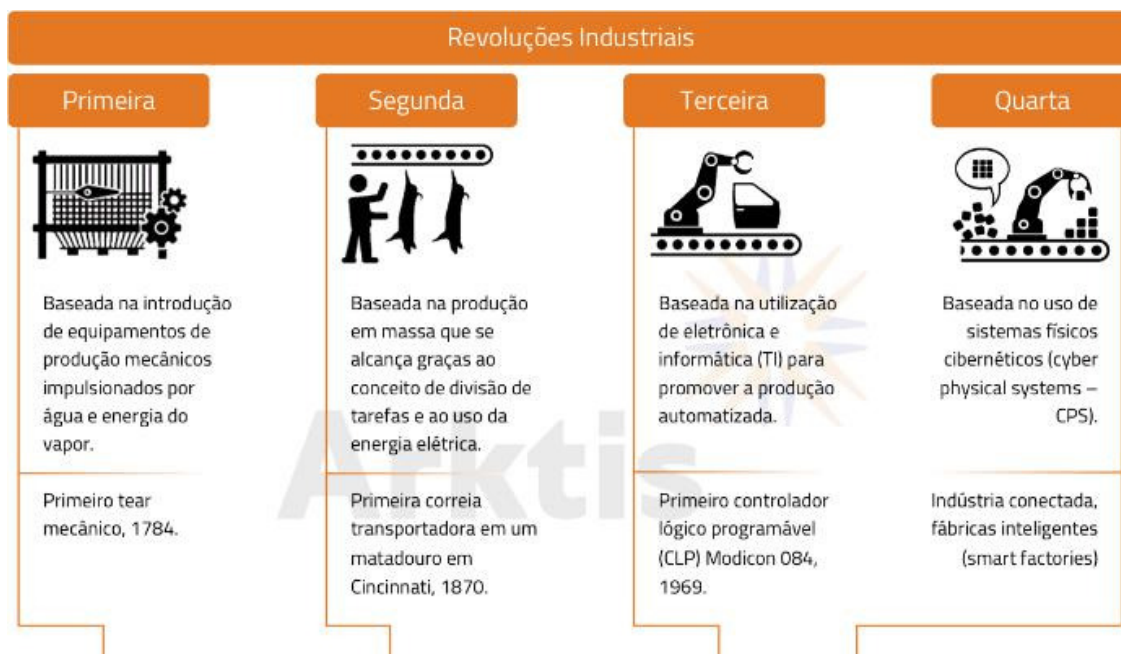 Revoluções Industriais
Primeira
Segunda
Terceira
Quarta
Baseada na introdução
de equipamentos de
produção mecânicos
impulsionados por
água e energia do
vapor.
Baseada na produção
em massa que se
alcança graças ao
conceito de divisão de
tarefas e ao uso da
energia elétrica.
Baseada na utilização
de eletrônica e
informática (TI) para
promover a produção
automatizada.
Baseada no uso de
sistemas físicos
cibernéticos (cyber
physical systems –
CPS).
Primeiro tear
mecânico, 1784.
Primeira correia
transportadora em um
matadouro em
Cincinnati, 1870.
Primeiro controlador
lógico programável
(CLP) Modicon 084,
1969.
Indústria conectada,
fábricas inteligentes
(smart factories)
Arktis